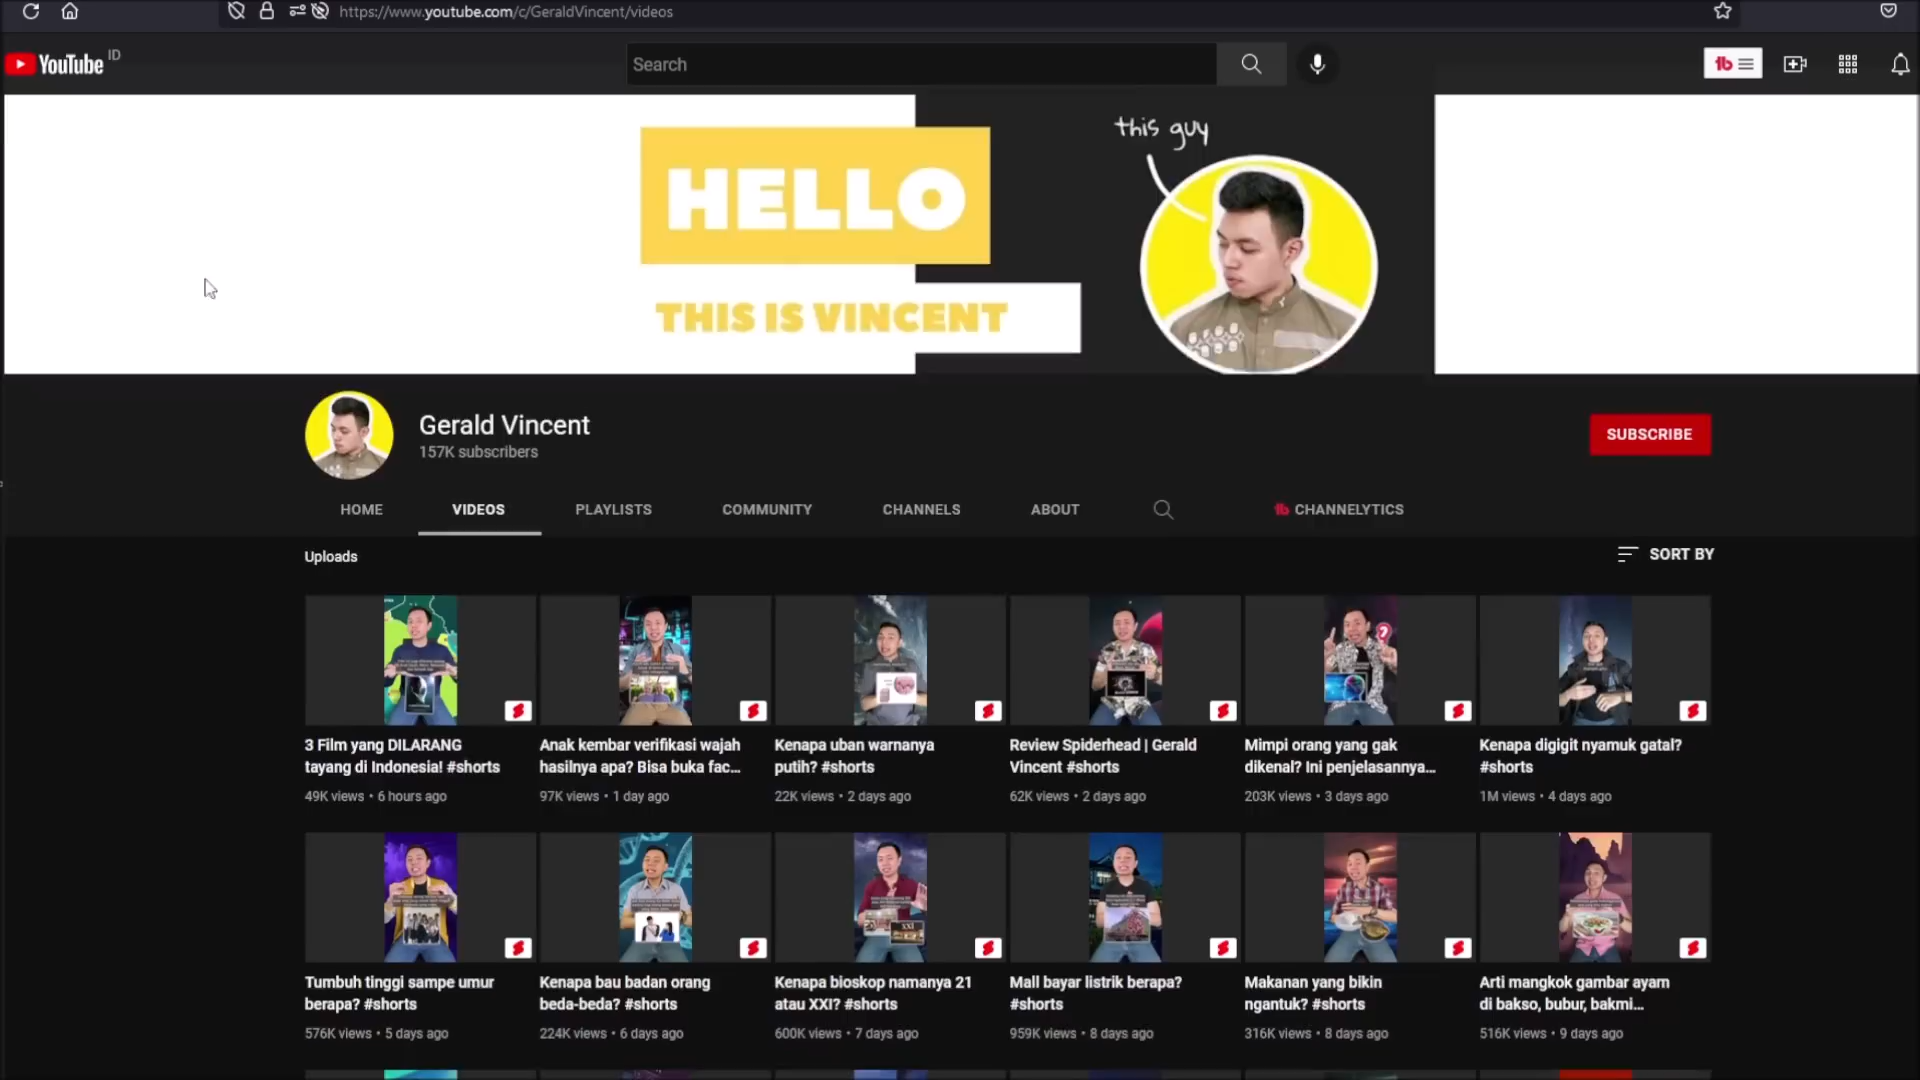 https://www.youtube.com/c/GeraldVincent/videos
YouTube ID
Search
HELLO
THIS IS VINCENT
this guy
Gerald Vincent
157K subscribers
SUBSCRIBE
HOME VIDEOS PLAYLISTS COMMUNITY CHANNELS ABOUT CHANNELYTICS
Uploads
SORT BY
3 Film yang DILARANG
tayang di Indonesia! #shorts
49K views • 6 hours ago
Anak kembar verifikasi wajah
hasilnya apa? Bisa buka fac...
97K views • 1 day ago
Kenapa uban warnanya
putih? #shorts
22K views • 2 days ago
Review Spiderhead | Gerald
Vincent #shorts
62K views • 2 days ago
Mimpi orang yang gak
dikenal? Ini penjelasannya...
203K views • 3 days ago
Kenapa digigit nyamuk gatal?
#shorts
1M views • 4 days ago
Tumbuh tinggi sampe umur
berapa? #shorts
576K views • 5 days ago
Kenapa bau badan orang
beda-beda? #shorts
224K views • 6 days ago
Kenapa bioskop namanya 21
atau XXI? #shorts
600K views • 7 days ago
Mall bayar listrik berapa?
#shorts
959K views • 8 days ago
Makanan yang bikin
ngantuk? #shorts
316K views • 8 days ago
Arti mangkok gambar ayam
di bakso, bubur, bakmi...
516K views • 9 days ago